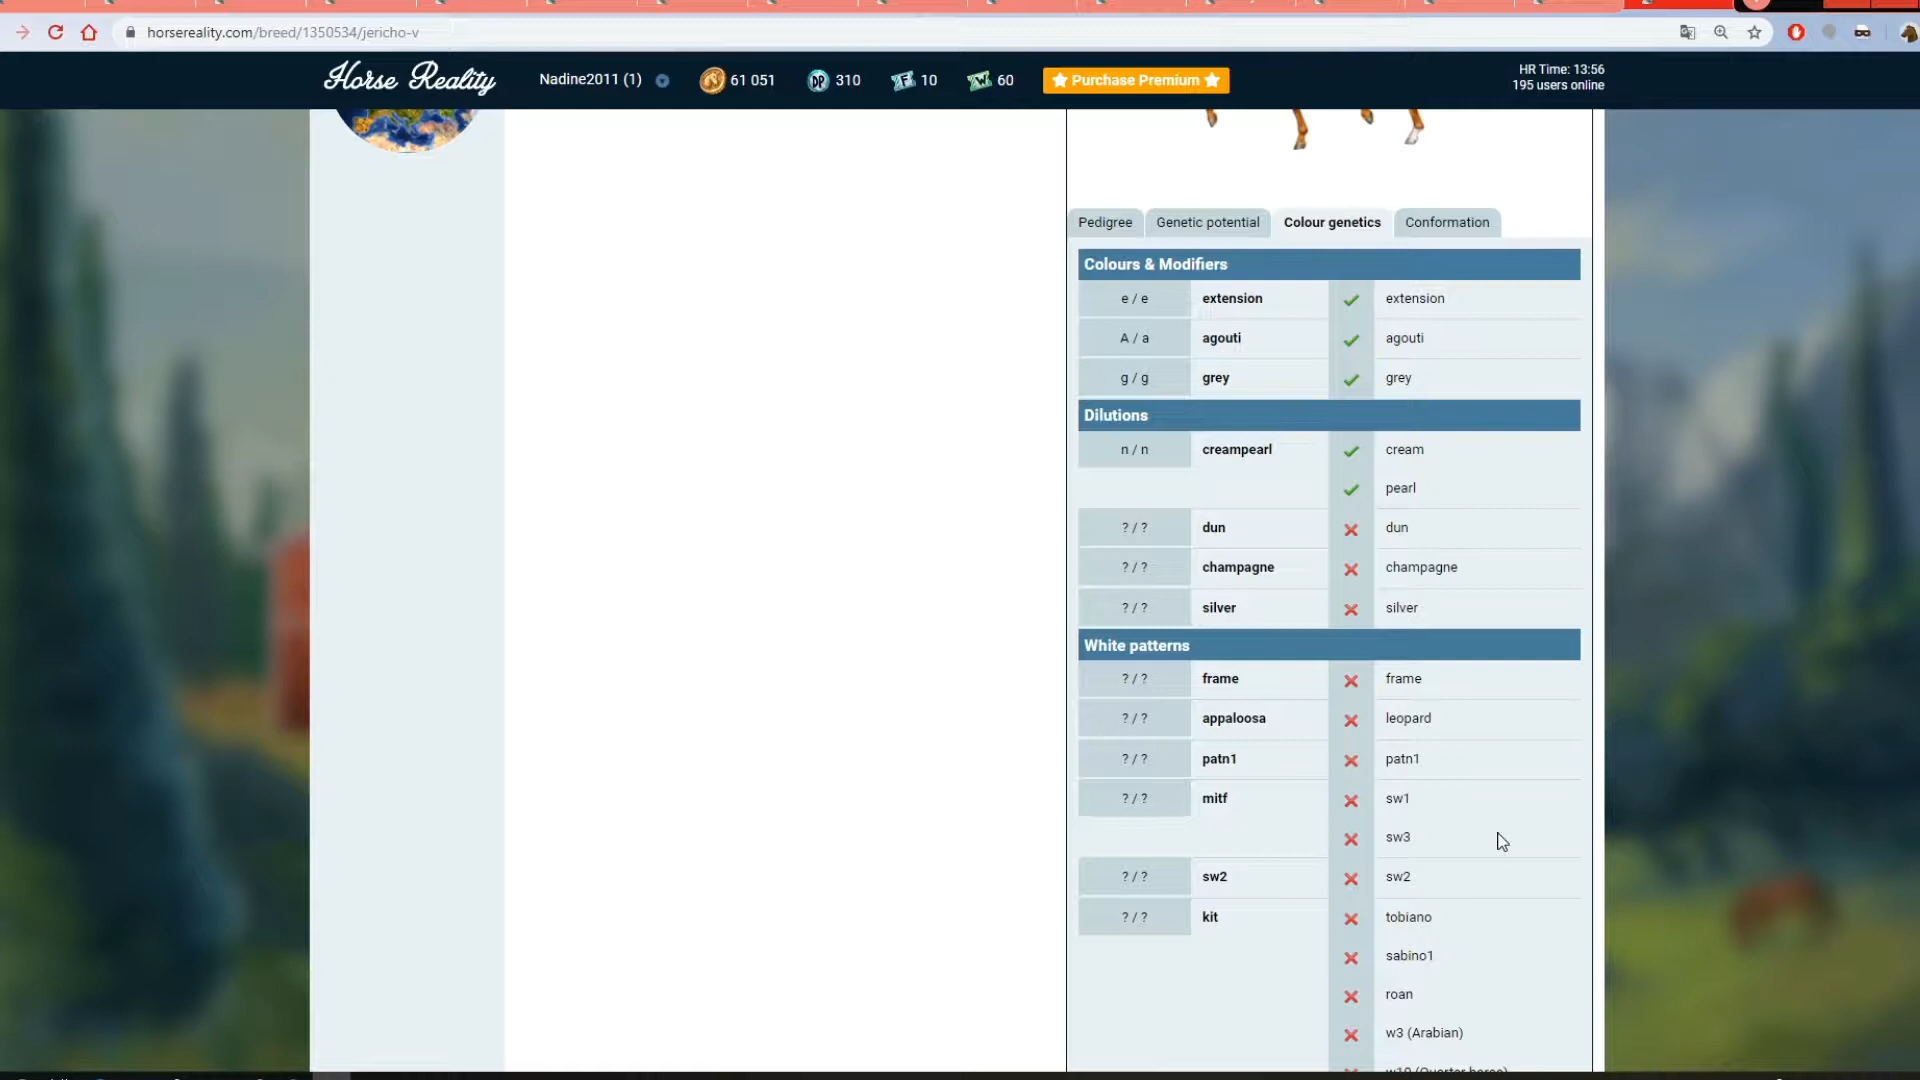 horsereality.com/breed/1350534/jericho-v
Horse Reality
Nadine2011 (1)
61 051
DP 310
F 10
W 60
Purchase Premium
HR Time: 13:56
195 users online
Pedigree
Genetic potential
Colour genetics
Conformation
Colours & Modifiers
e / e extension extension
A / a agouti agouti
g / g grey grey
Dilutions
n / n creampearl cream
pearl
? / ? dun dun
? / ? champagne champagne
? / ? silver silver
White patterns
? / ? frame frame
? / ? appaloosa leopard
? / ? patn1 patn1
? / ? mitf sw1
sw3
? / ? sw2 sw2
? / ? kit tobiano
sabino1
roan
w3 (Arabian)